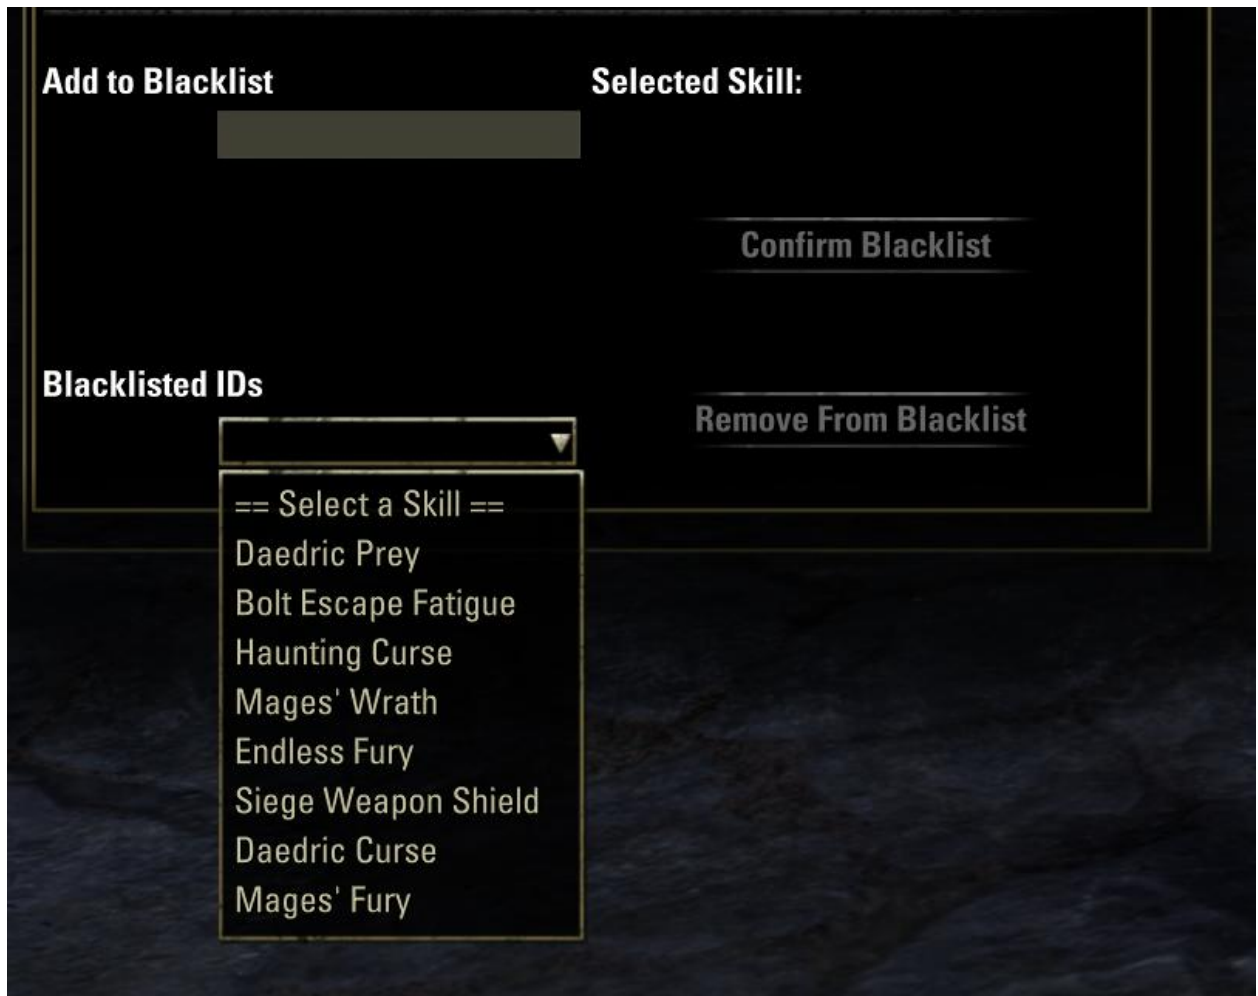 Add to Blacklist
Selected Skill:
Confirm Blacklist
Blacklisted IDs
Remove From Blacklist
== Select a Skill ==
Daedric Prey
Bolt Escape Fatigue
Haunting Curse
Mages' Wrath
Endless Fury
Siege Weapon Shield
Daedric Curse
Mages' Fury